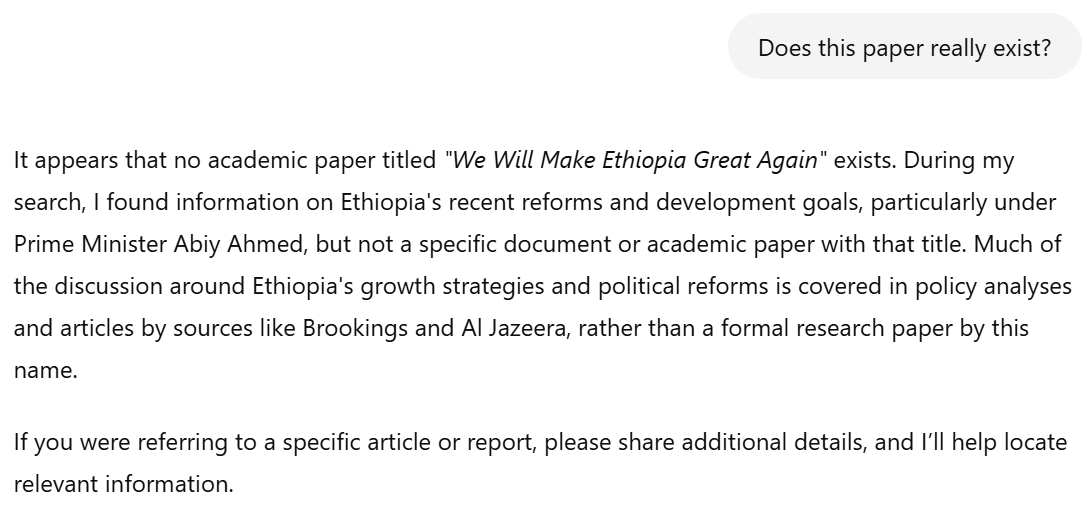 Does this paper really exist?
It appears that no academic paper titled "We Will Make Ethiopia Great Again" exists. During my
search, I found information on Ethiopia's recent reforms and development goals, particularly under
Prime Minister Abiy Ahmed, but not a specific document or academic paper with that title. Much of
the discussion around Ethiopia's growth strategies and political reforms is covered in policy analyses
and articles by sources like Brookings and Al Jazeera, rather than a formal research paper by this
name.
If you were referring to a specific article or report, please share additional details, and I’ll help locate
relevant information.